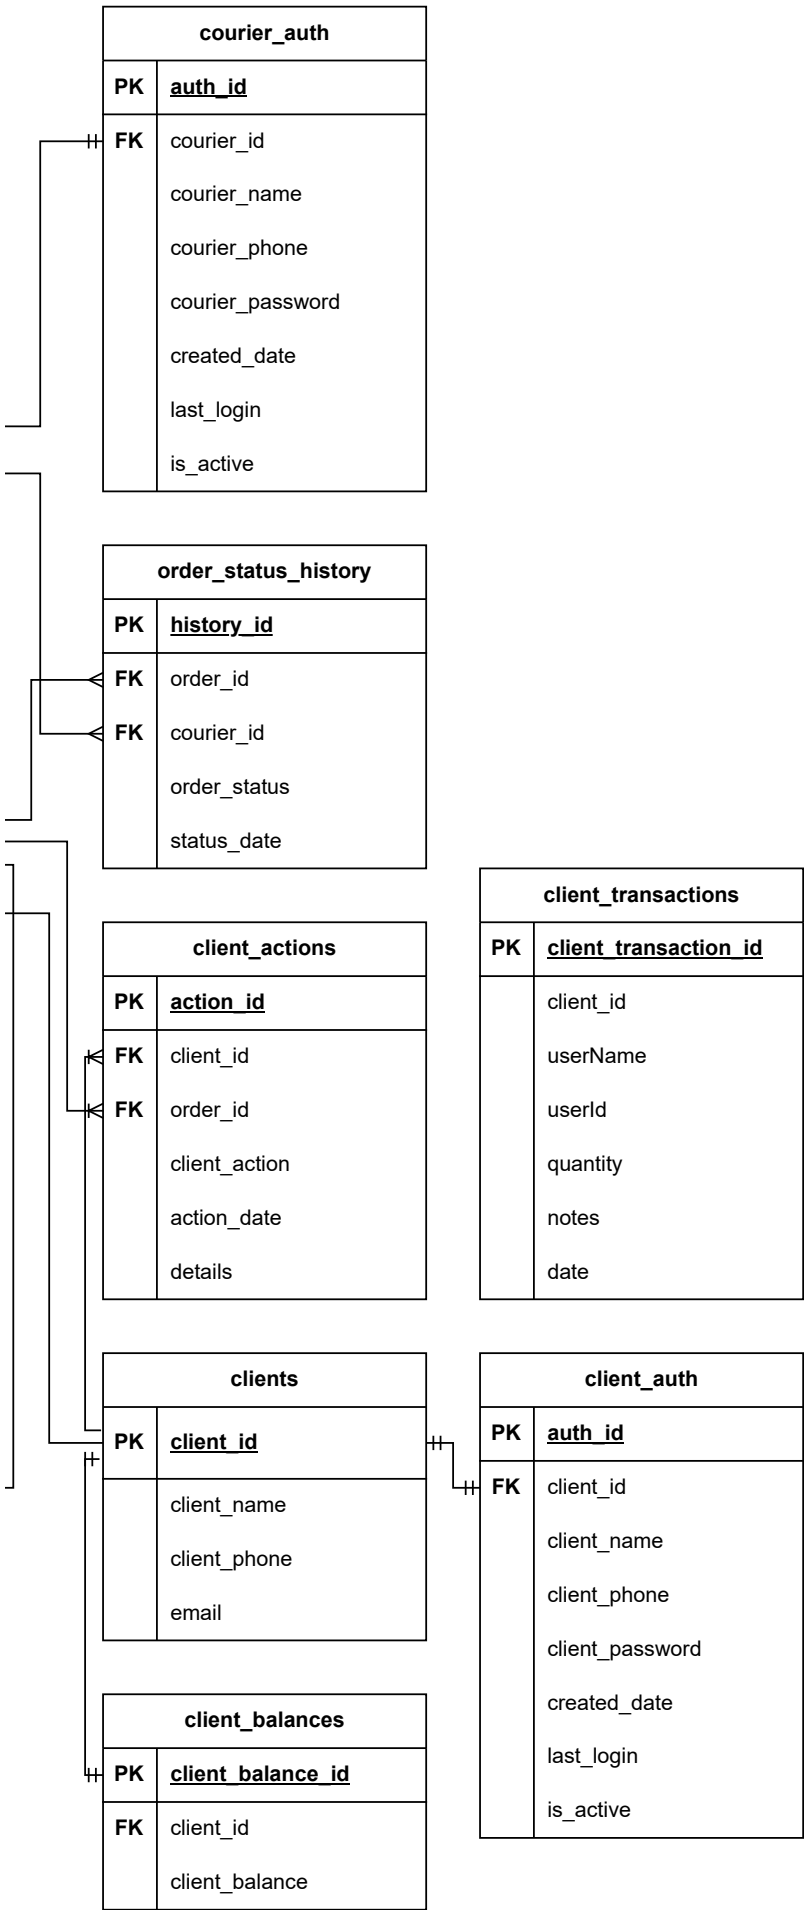 courier_auth
PK auth_id
FK courier_id
courier_name
courier_phone
courier_password
created_date
last_login
is_active
order_status_history
PK history_id
FK order_id
FK courier_id
order_status
status_date
client_actions
PK action_id
FK client_id
FK order_id
client_action
action_date
details
client_transactions
PK client_transaction_id
client_id
userName
userId
quantity
notes
date
clients
PK client_id
client_name
client_phone
email
client_auth
PK auth_id
FK client_id
client_name
client_phone
client_password
created_date
last_login
is_active
client_balances
PK client_balance_id
FK client_id
client_balance